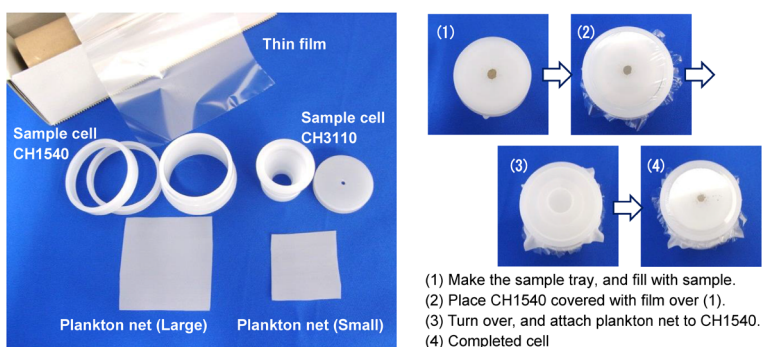 Thin film
Sample cell
CH1540
Sample cell
CH3110
Plankton net (Large)
Plankton net (Small)
(1)
(2)
(3)
(4)
(1) Make the sample tray, and fill with sample.
(2) Place CH1540 covered with film over (1).
(3) Turn over, and attach plankton net to CH1540.
(4) Completed cell